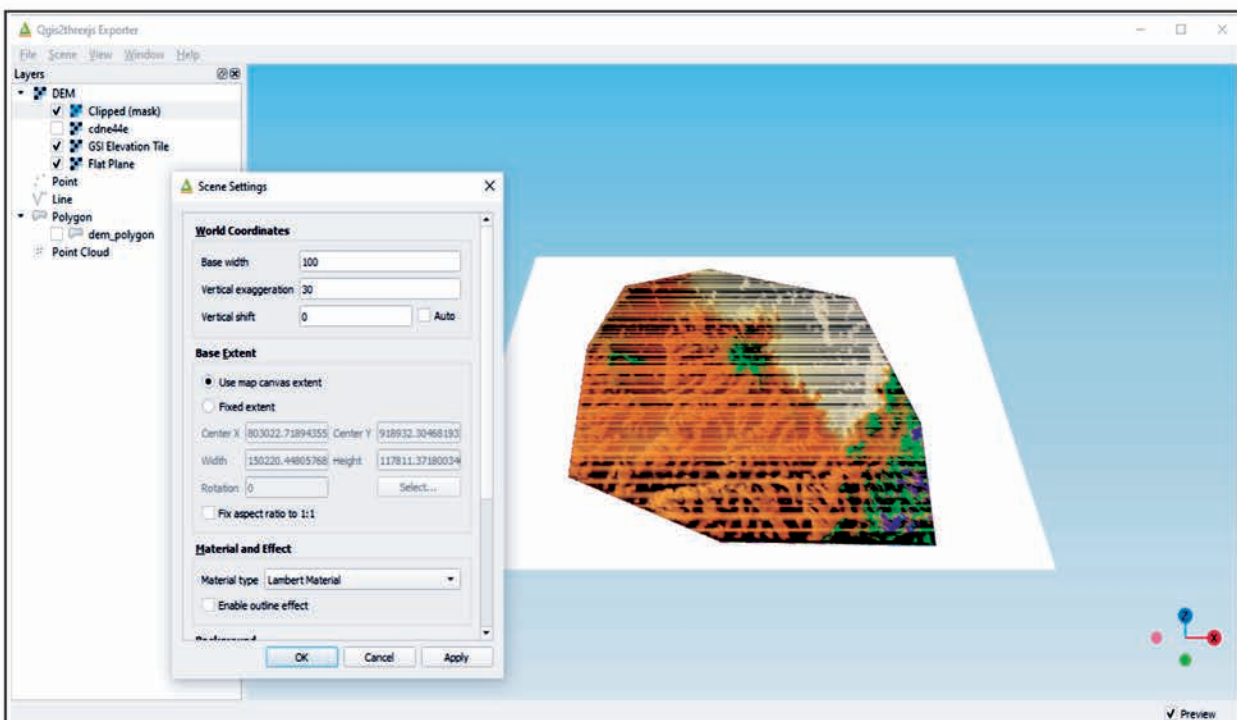 Qgis2threejs Exporter
File Scene View Window Help
Layers
DEM
Clipped (mask)
cdne44e
GSI Elevation Tile
Flat Plane
Point
Line
Polygon
dem_polygon
Point Cloud
Scene Settings
World Coordinates
Base width 100
Vertical exaggeration 30
Vertical shift 0 Auto
Base Extent
Use map canvas extent
Fixed extent
Center X 803022.71894355 Center Y 918932.30468193
Width 150220.44805768 Height 117811.3718003
Rotation 0 Select...
Fix aspect ratio to 1:1
Material and Effect
Material type Lambert Material
Enable outline effect
Background
OK Cancel Apply
Z
X
Preview